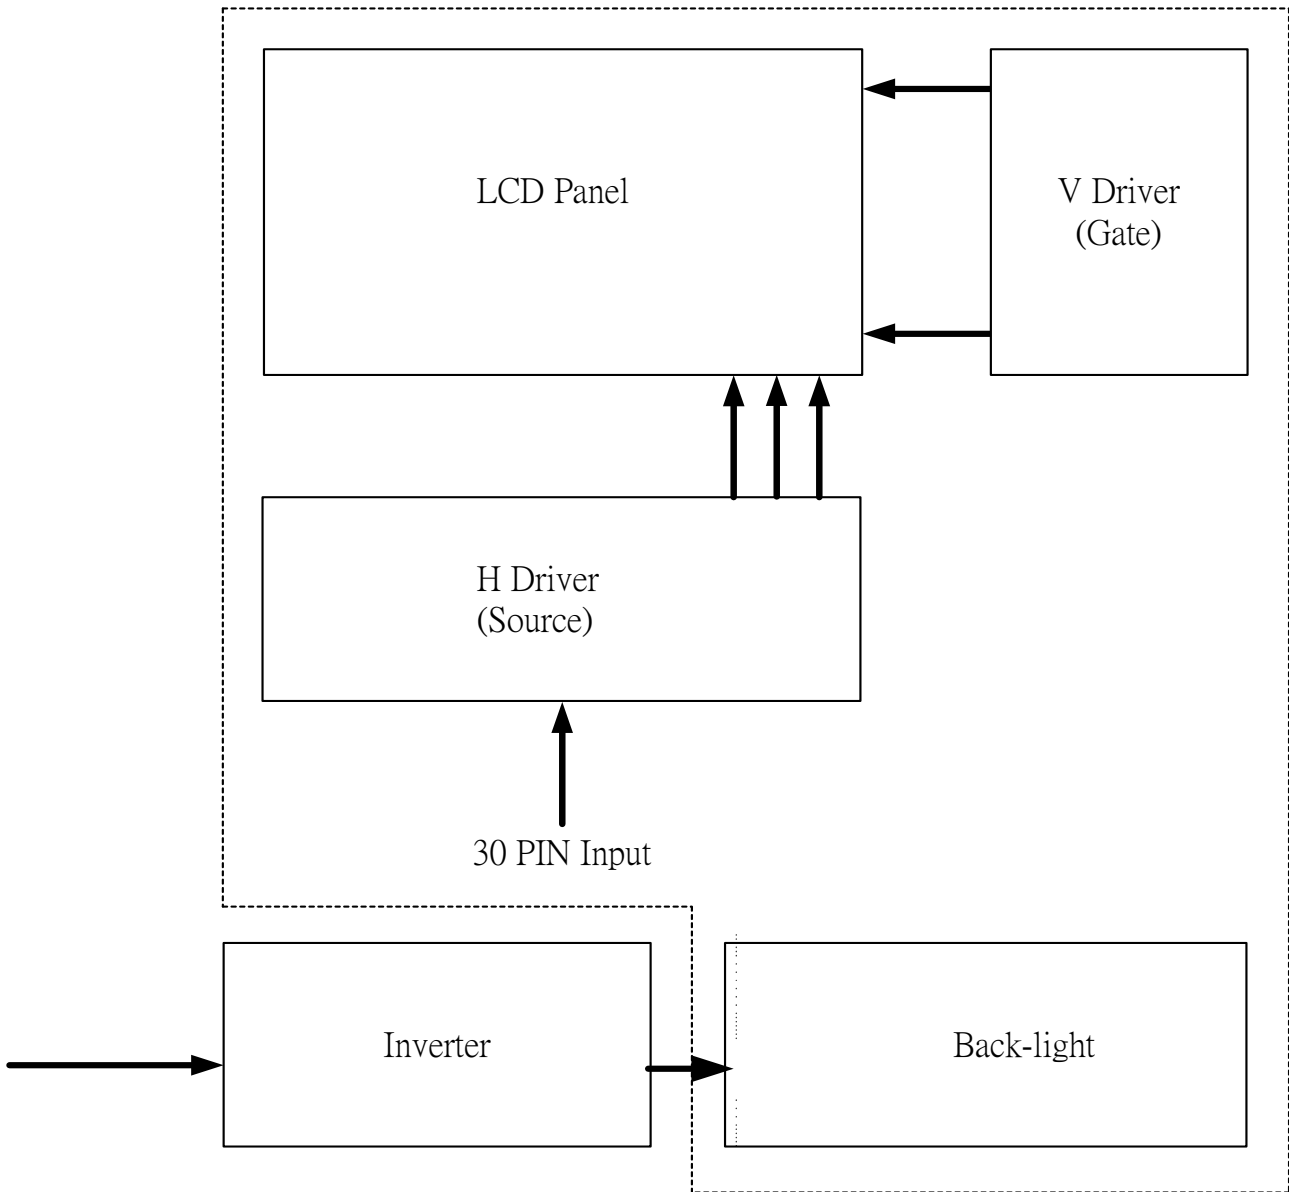 LCD Panel
V Driver
(Gate)
H Driver
(Source)
30 PIN Input
Inverter
Back-light